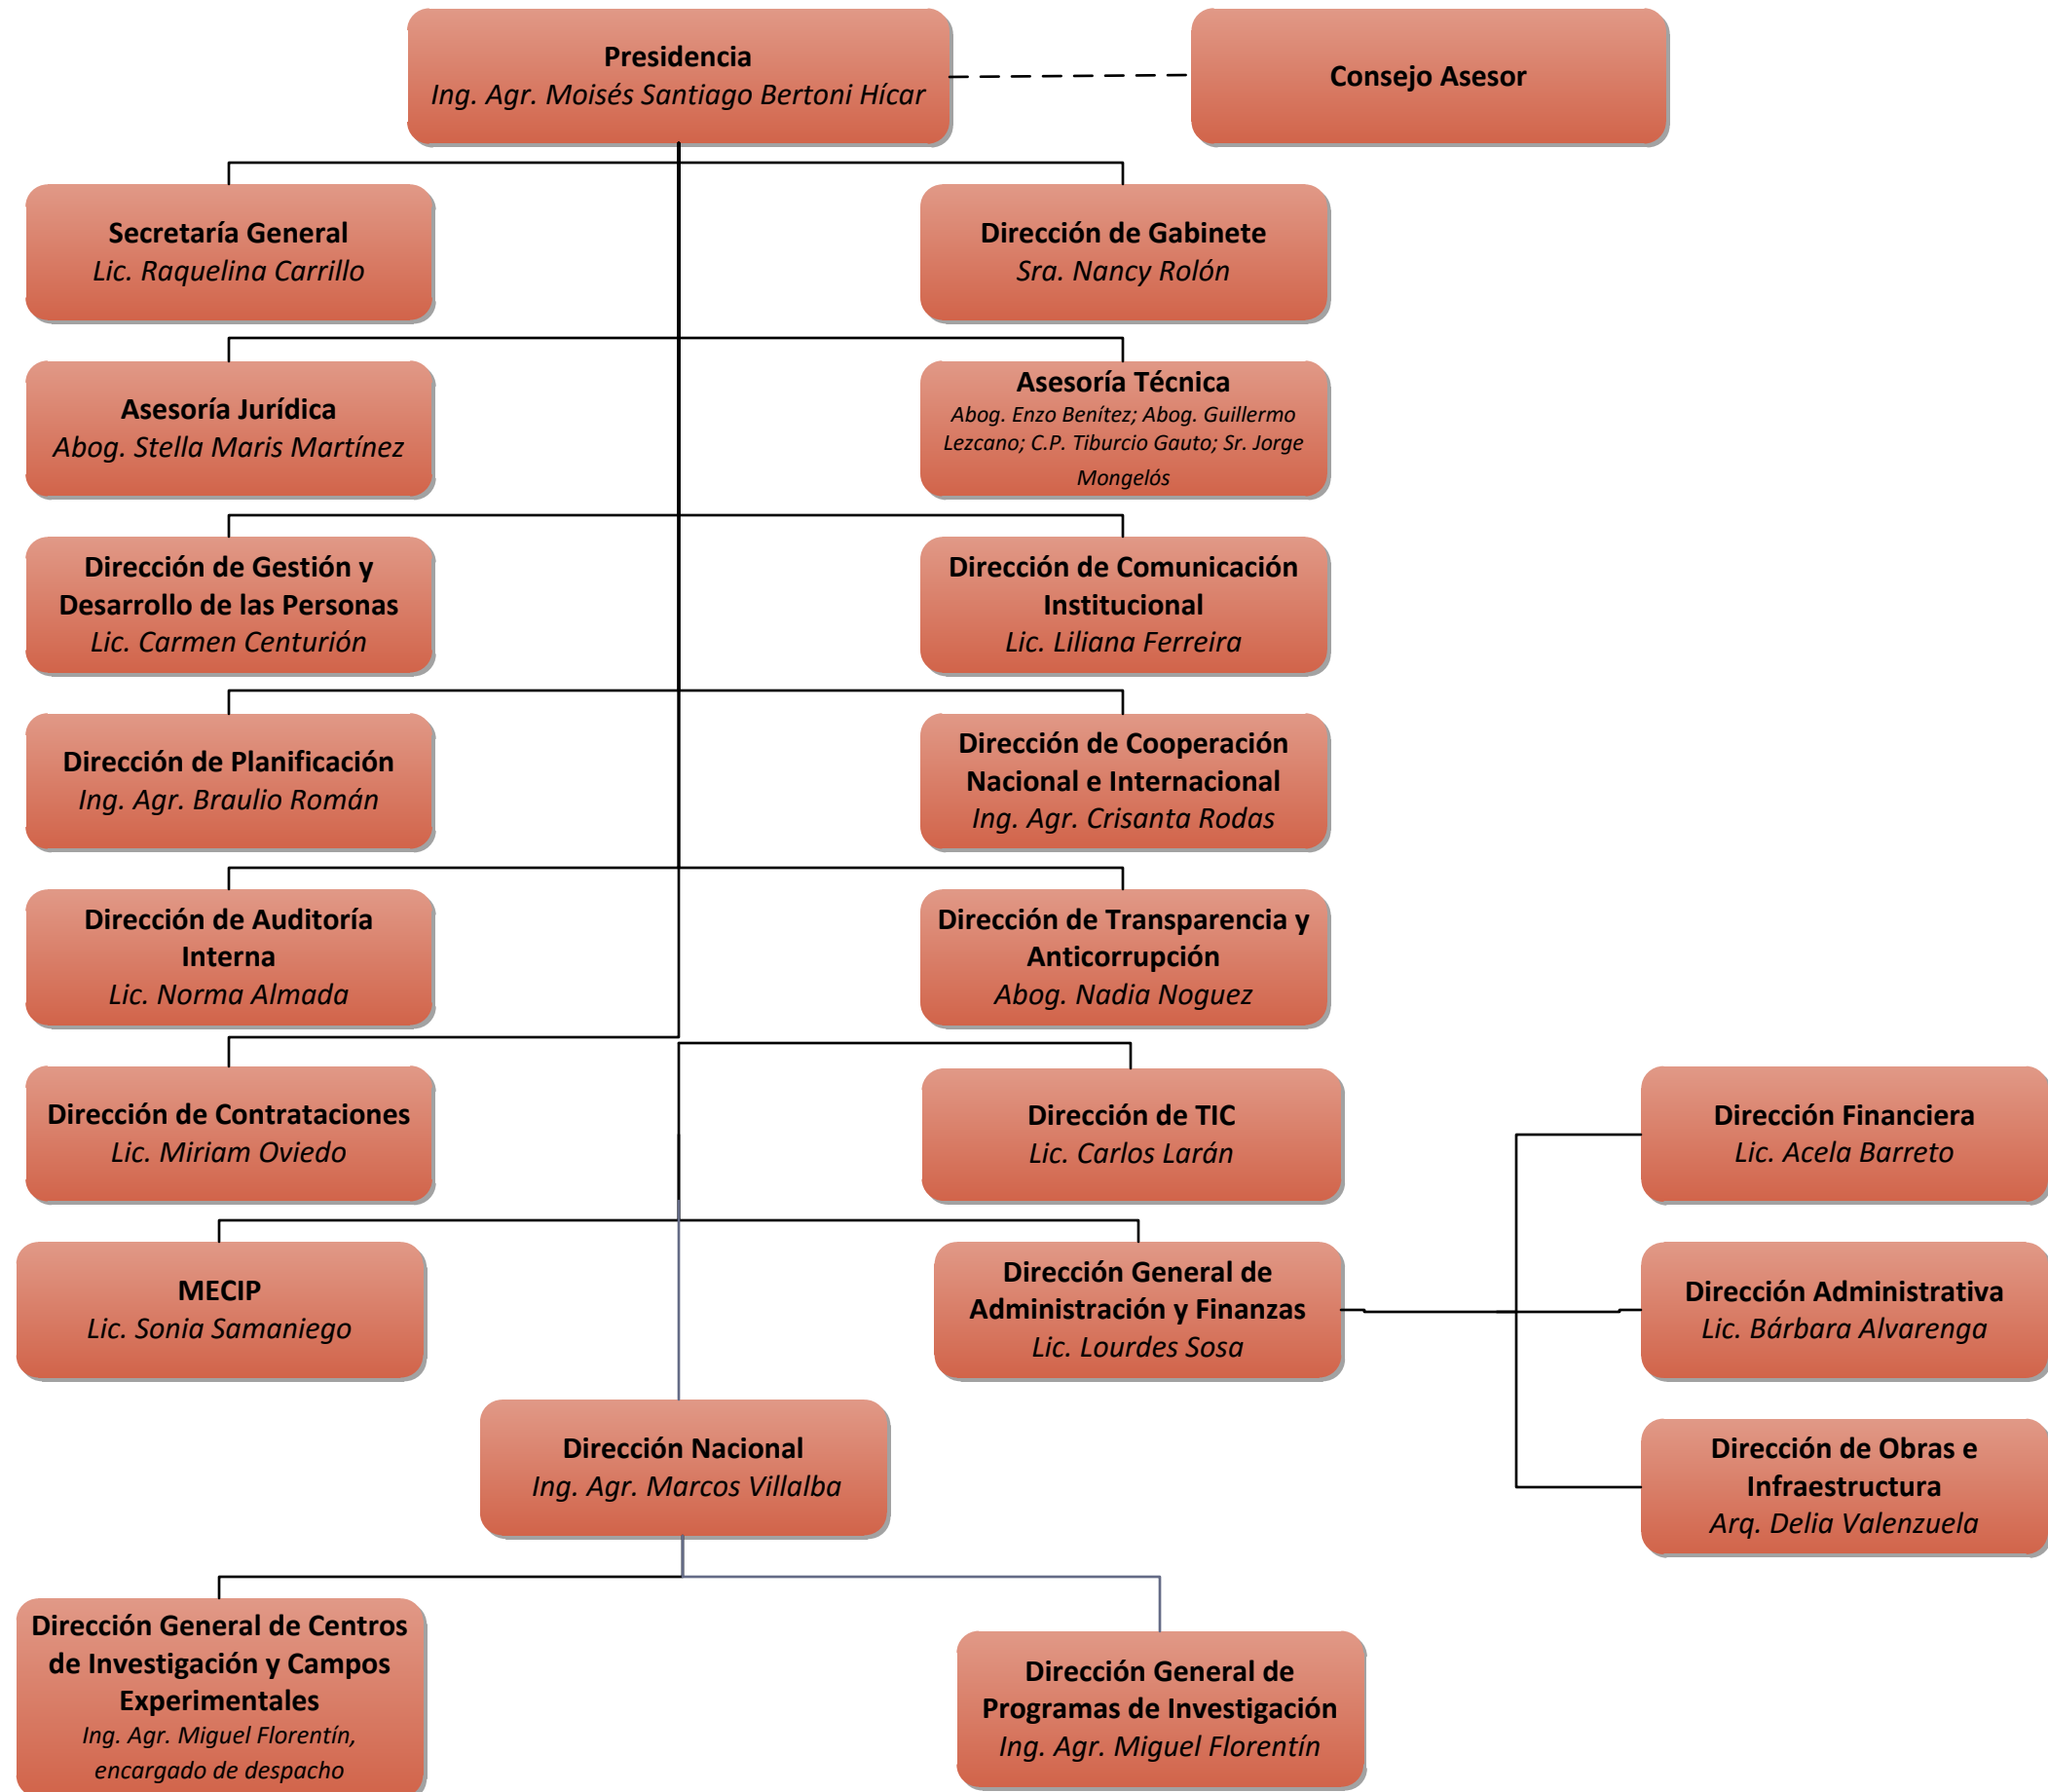 Presidencia
Ing. Agr. Moisés Santiago Bertoni Hícar
Consejo Asesor
Secretaría General
Lic. Raquelina Carrillo
Dirección de Gabinete
Sra. Nancy Rolón
Asesoría Jurídica
Abog. Stella Maris Martínez
Asesoría Técnica
Abog. Enzo Benítez; Abog. Guillermo
Lezcano; C.P. Tiburcio Gauto; Sr. Jorge
Mongelós
Dirección de Gestión y
Desarrollo de las Personas
Lic. Carmen Centurión
Dirección de Comunicación
Institucional
Lic. Liliana Ferreira
Dirección de Planificación
Ing. Agr. Braulio Román
Dirección de Cooperación
Nacional e Internacional
Ing. Agr. Crisanta Rodas
Dirección de Auditoría
Interna
Lic. Norma Almada
Dirección de Transparencia y
Anticorrupción
Abog. Nadia Noguez
Dirección de Contrataciones
Lic. Miriam Oviedo
Dirección de TIC
Lic. Carlos Larán
Dirección Financiera
Lic. Acela Barreto
MECIP
Lic. Sonia Samaniego
Dirección General de
Administración y Finanzas
Lic. Lourdes Sosa
Dirección Administrativa
Lic. Bárbara Alvarenga
Dirección Nacional
Ing. Agr. Marcos Villalba
Dirección de Obras e
Infraestructura
Arq. Delia Valenzuela
Dirección General de Centros
de Investigación y Campos
Experimentales
Ing. Agr. Miguel Florentín,
encargado de despacho
Dirección General de
Programas de Investigación
Ing. Agr. Miguel Florentín